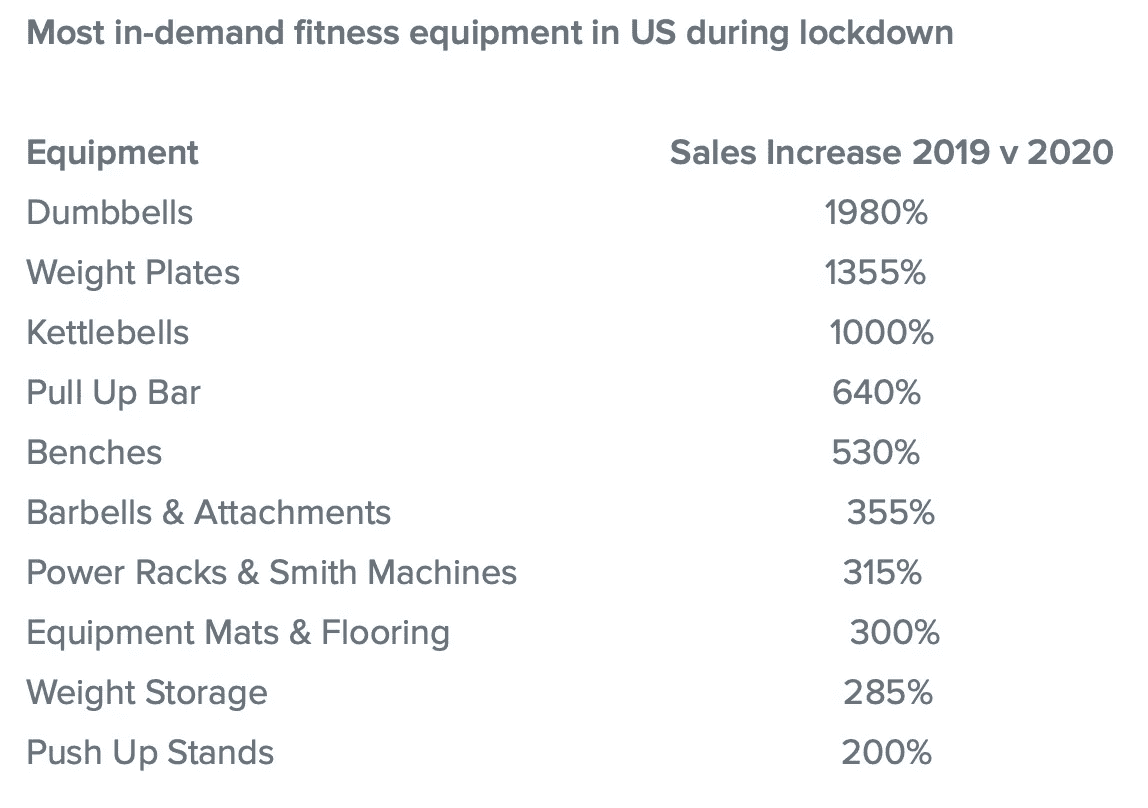 Most in-demand fitness equipment in US during lockdown
Equipment Sales Increase 2019 v 2020
Dumbbells 1980%
Weight Plates 1355%
Kettlebells 1000%
Pull Up Bar 640%
Benches 530%
Barbells & Attachments 355%
Power Racks & Smith Machines 315%
Equipment Mats & Flooring 300%
Weight Storage 285%
Push Up Stands 200%